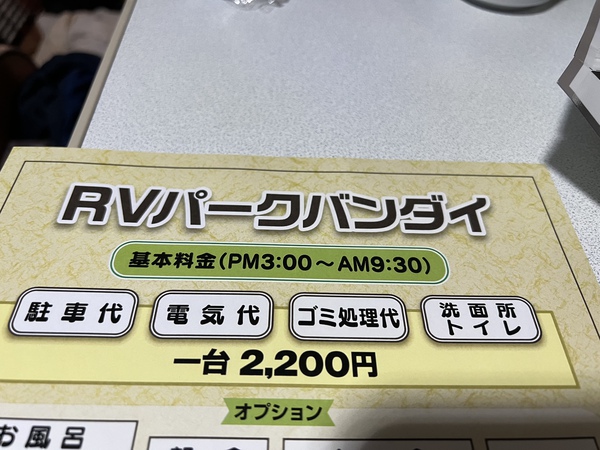 RVパークバンダイ
基本料金(PM3:00～AM9:30)
駐車代 電気代 ゴミ処理代 洗面所トイレ
一台 2,200円
オプション
お風呂